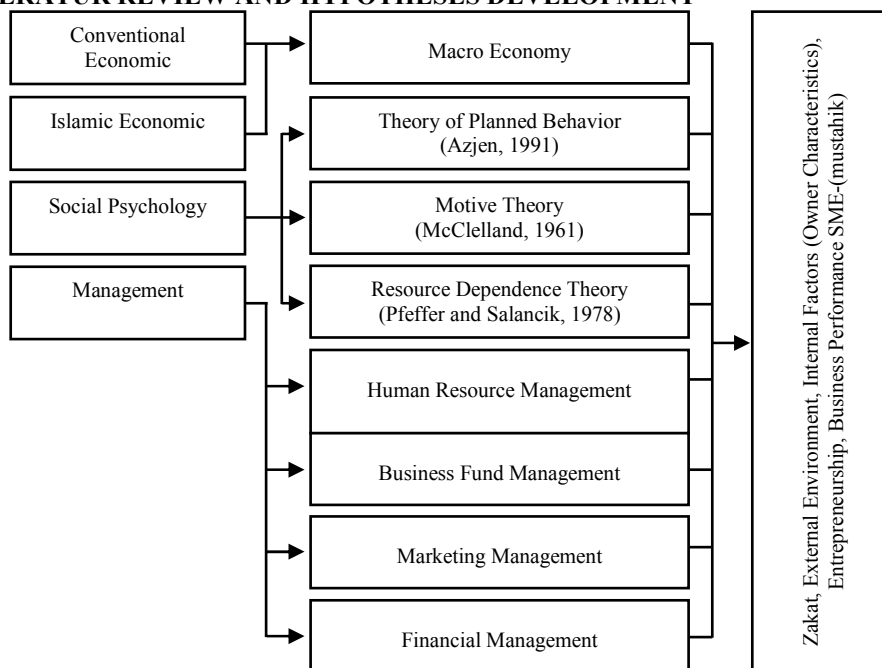 ERATUR REVIEW AND HYPOTHESES DEVELOPMENT
Conventional
Economic
Islamic Economic
Social Psychology
Management
Macro Economy
Theory of Planned Behavior
(Azjen, 1991)
Motive Theory
(McClelland, 1961)
Resource Dependence Theory
(Pfeffer and Salancik, 1978)
Human Resource Management
Business Fund Management
Marketing Management
Financial Management
Zakat, External Environment, Internal Factors (Owner Characteristics),
Entrepreneurship, Business Performance SME-(mustahik)